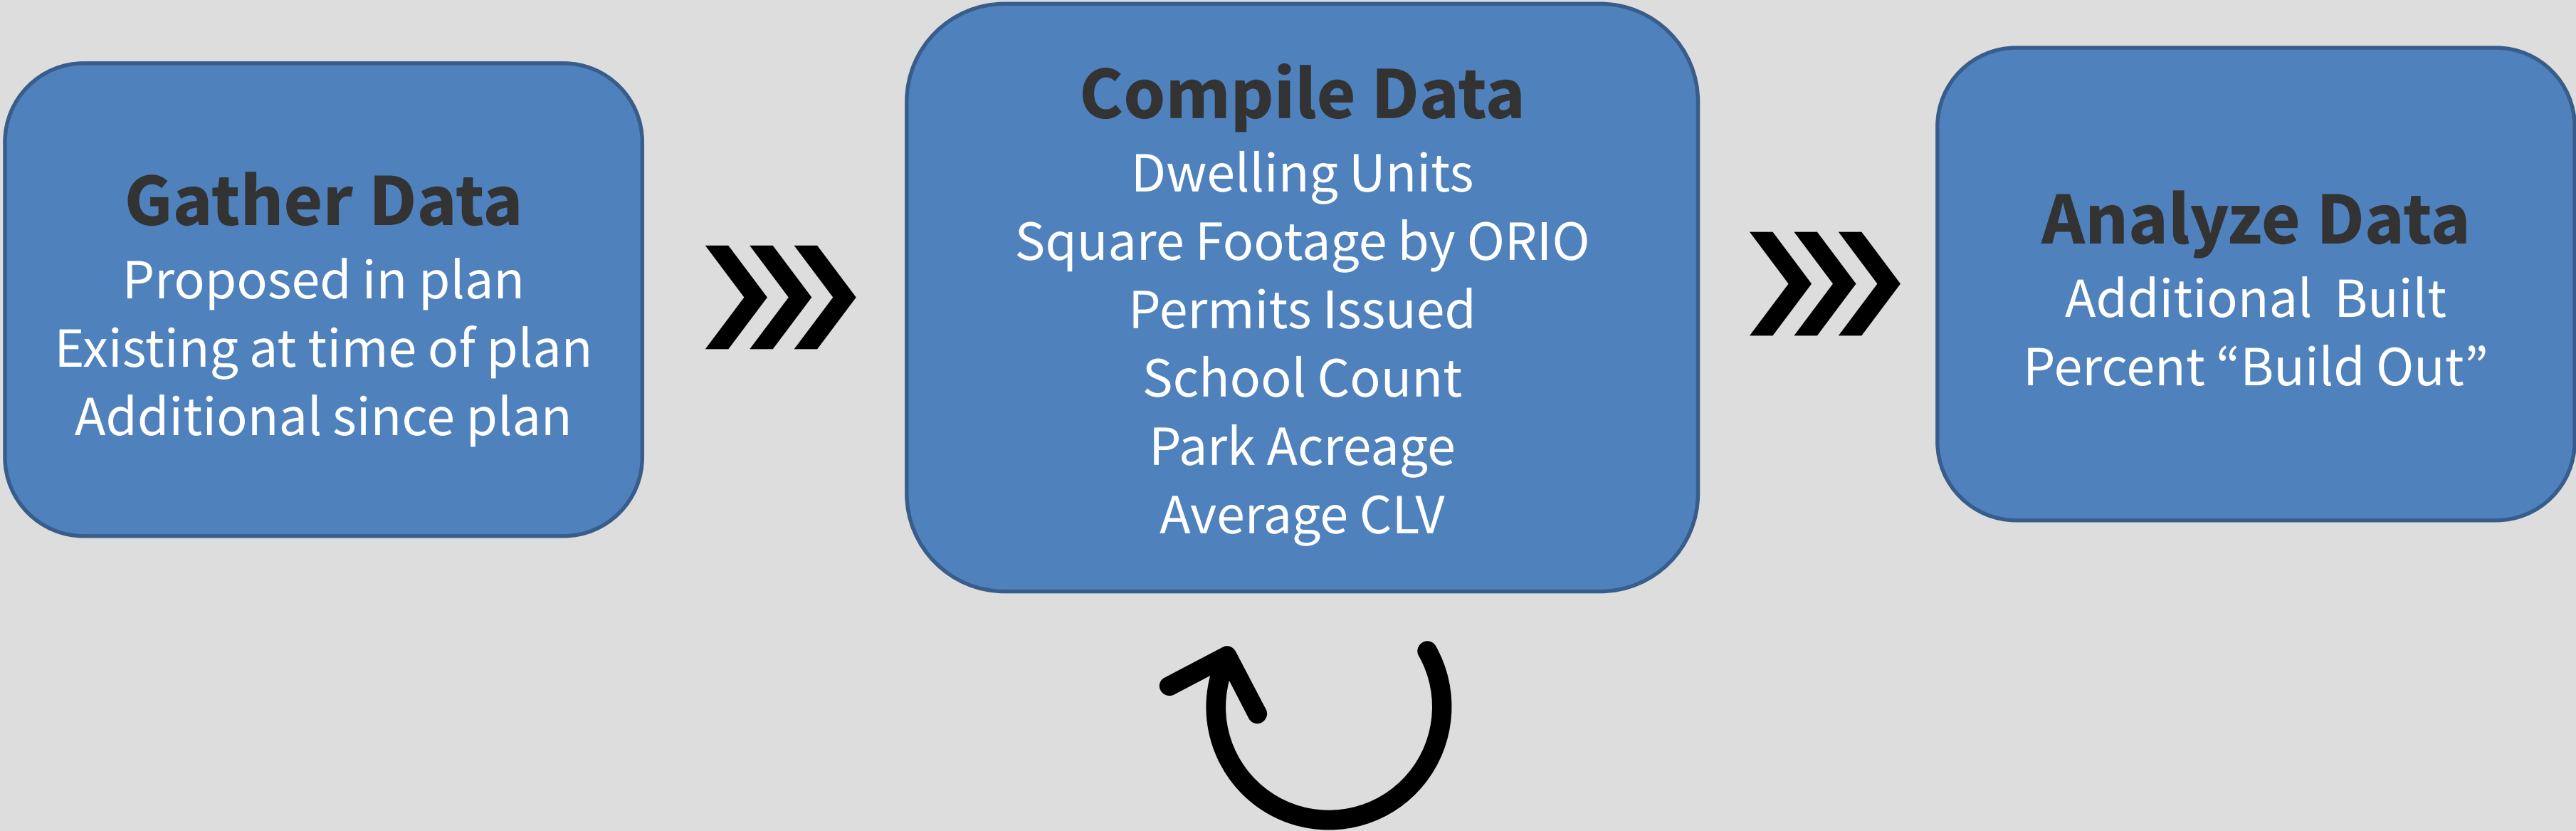 Gather Data
Proposed in plan
Existing at time of plan
Additional since plan
Compile Data
Dwelling Units
Square Footage by ORIO
Permits Issued
School Count
Park Acreage
Average CLV
Analyze Data
Additional  Built
Percent “Build Out”